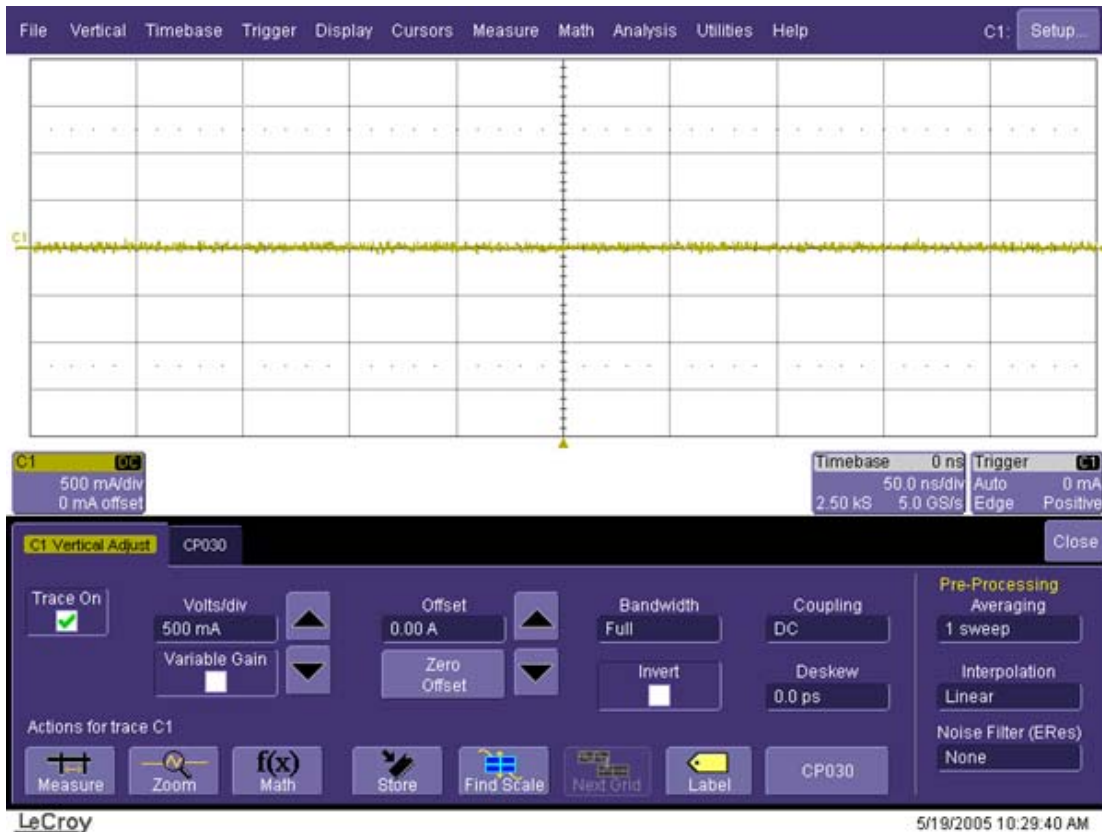 File Vertical Timebase Trigger Display Cursors Measure Math Analysis Utilities Help C1: Setup...
C1
C1 DC
500 mA/div
0 mA offset
Timebase 0 ns
50.0 ns/div
2.50 kS 5.0 GS/s
Trigger C1
Auto 0 mA
Edge Positive
C1 Vertical Adjust CP030 Close
Trace On
Volts/div
500 mA
Variable Gain
Offset
0.00 A
Zero
Offset
Bandwidth
Full
Invert
Coupling
DC
Deskew
0.0 ps
Pre-Processing
Averaging
1 sweep
Interpolation
Linear
Noise Filter (ERes)
None
Actions for trace C1
Measure
Zoom
f(x)
Math
Store
Find Scale
Next Grid
Label
CP030
LeCroy
5/19/2005 10:29:40 AM